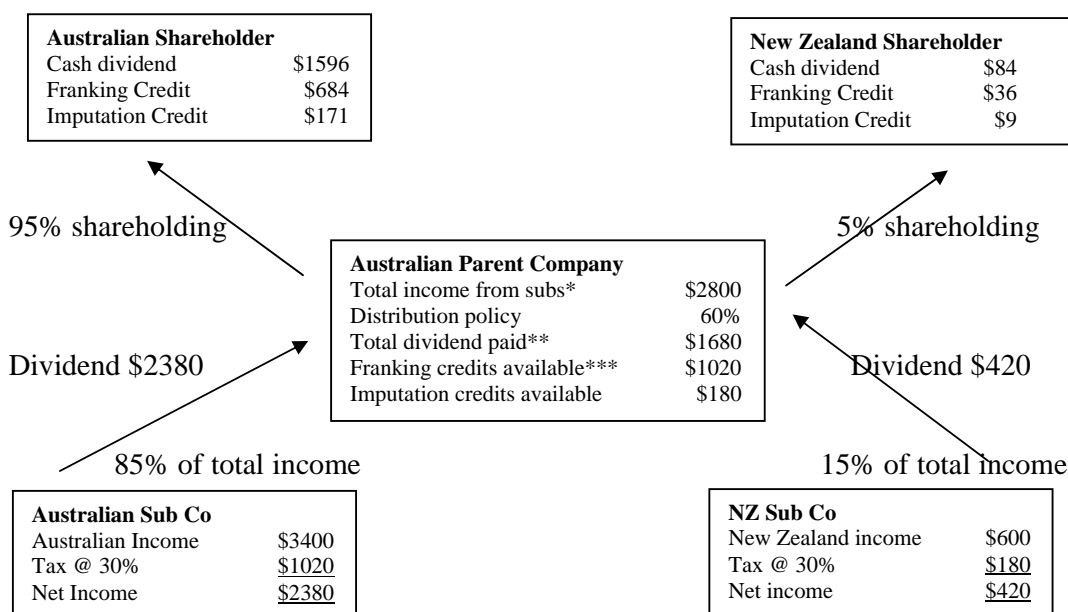 Australian Shareholder
Cash dividend $1596
Franking Credit $684
Imputation Credit $171
New Zealand Shareholder
Cash dividend $84
Franking Credit $36
Imputation Credit $9
95% shareholding
5% shareholding
Australian Parent Company
Total income from subs* $2800
Distribution policy 60%
Total dividend paid** $1680
Franking credits available*** $1020
Imputation credits available $180
Dividend $2380
Dividend $420
85% of total income
15% of total income
Australian Sub Co
Australian Income $3400
Tax @ 30% $1020
Net Income $2380
NZ Sub Co
New Zealand income $600
Tax @ 30% $180
Net income $420